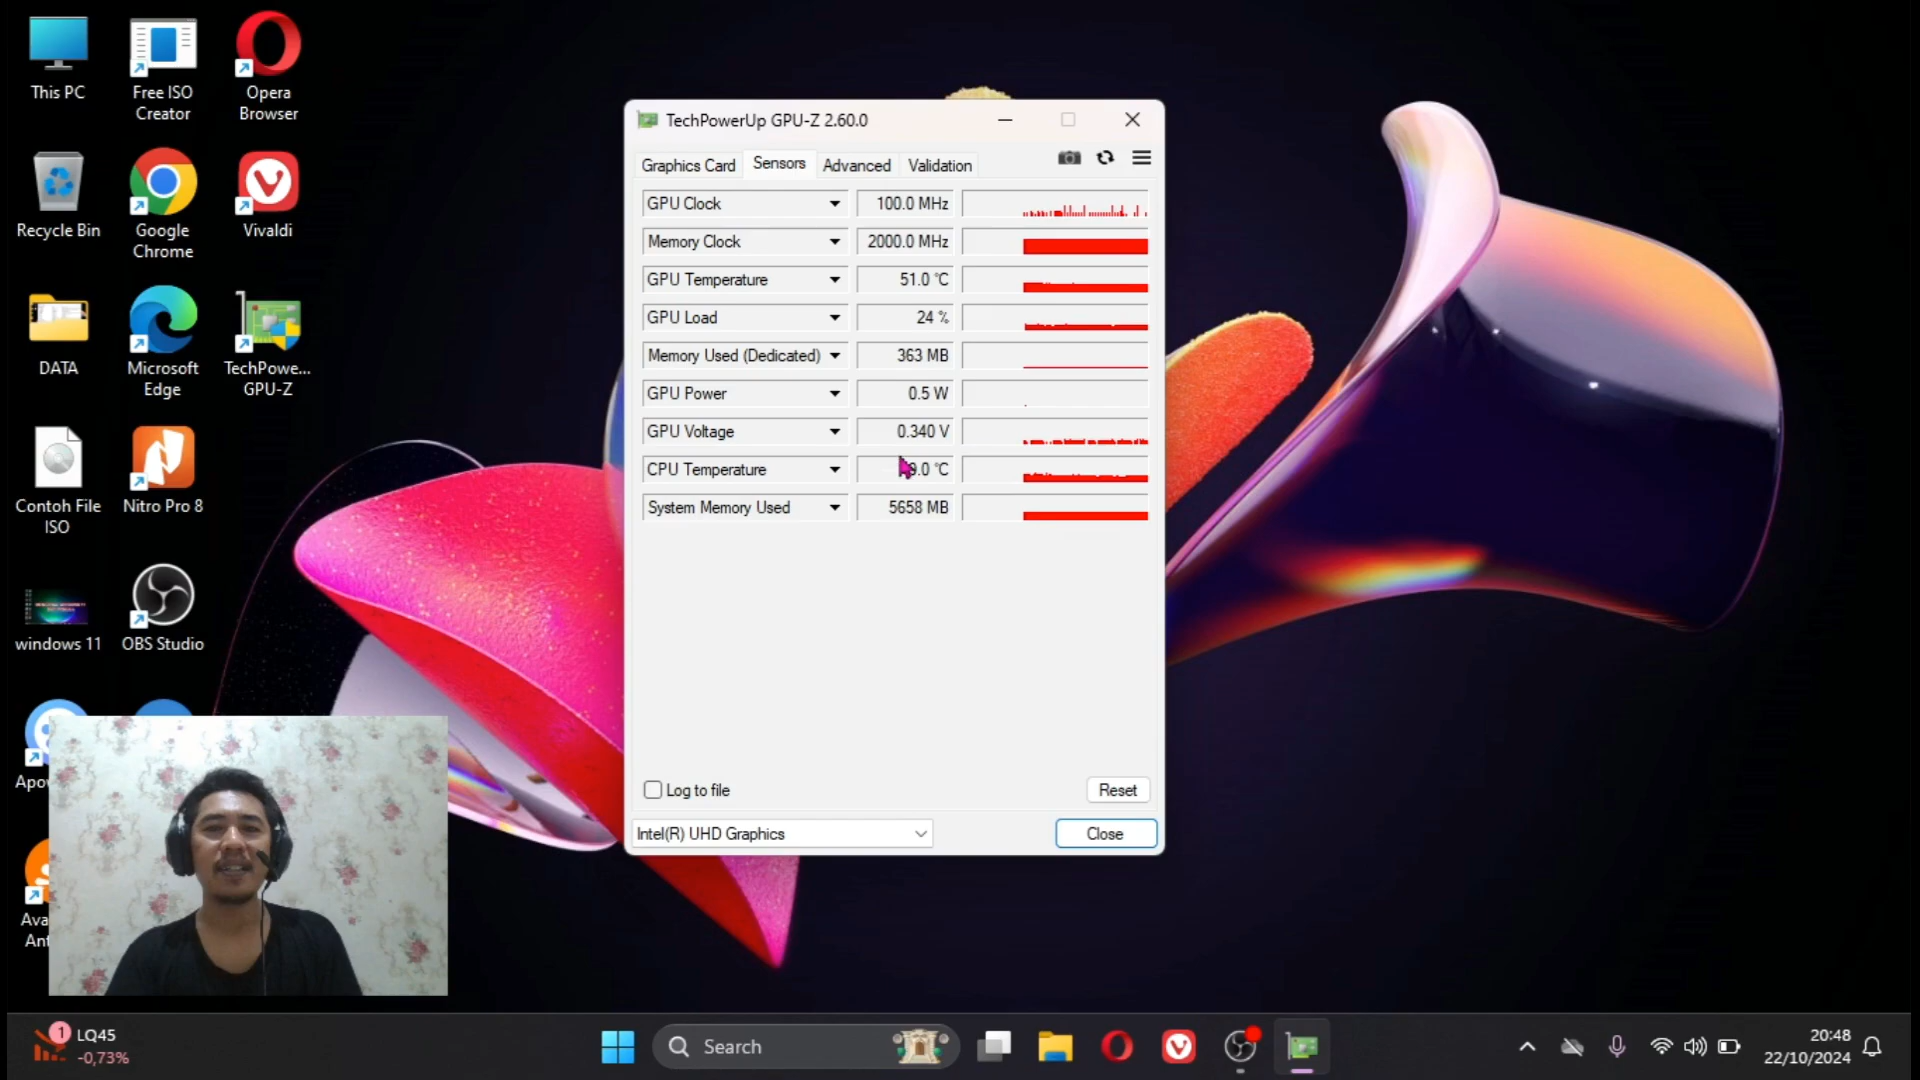 This PC
Free ISO
Creator
Opera
Browser
Recycle Bin
Google
Chrome
Vivaldi
DATA
Microsoft
Edge
TechPowe...
GPU-Z
Contoh File
ISO
Nitro Pro 8
windows 11
OBS Studio
TechPowerUp GPU-Z 2.60.0
Graphics Card
Sensors
Advanced
Validation
GPU Clock
100.0 MHz
Memory Clock
2000.0 MHz
GPU Temperature
51.0 °C
GPU Load
24 %
Memory Used (Dedicated)
363 MB
GPU Power
0.5 W
GPU Voltage
0.340 V
CPU Temperature
.0 °C
System Memory Used
5658 MB
Log to file
Reset
Intel(R) UHD Graphics
Close
1
LQ45
-0,73%
Search
20:48
22/10/2024